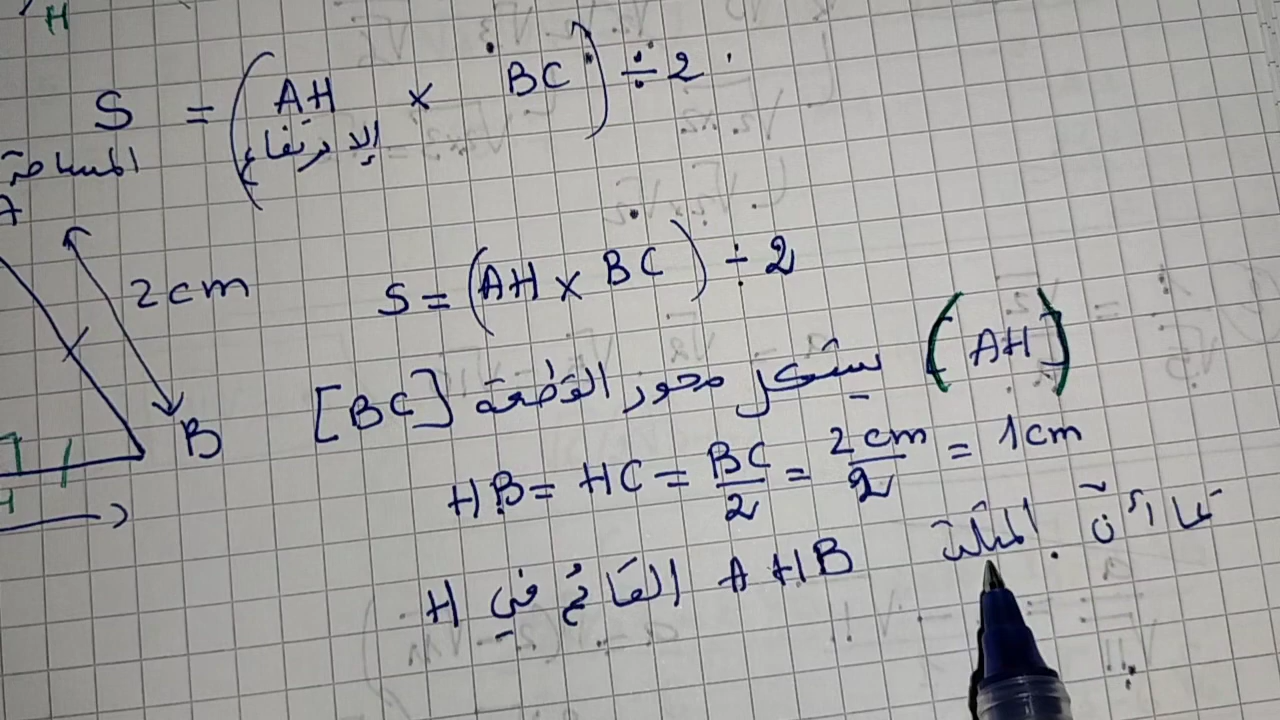 H
S = (AH × BC) ÷ 2
المساحة الارتفاع
A
2cm
S = (AH × BC) ÷ 2
(AH) ستكن محور القطعة [BC]
B
HB = HC = BC/2 = 2cm/2 = 1cm
H
بما أنّ المثلث AHB القائم في H